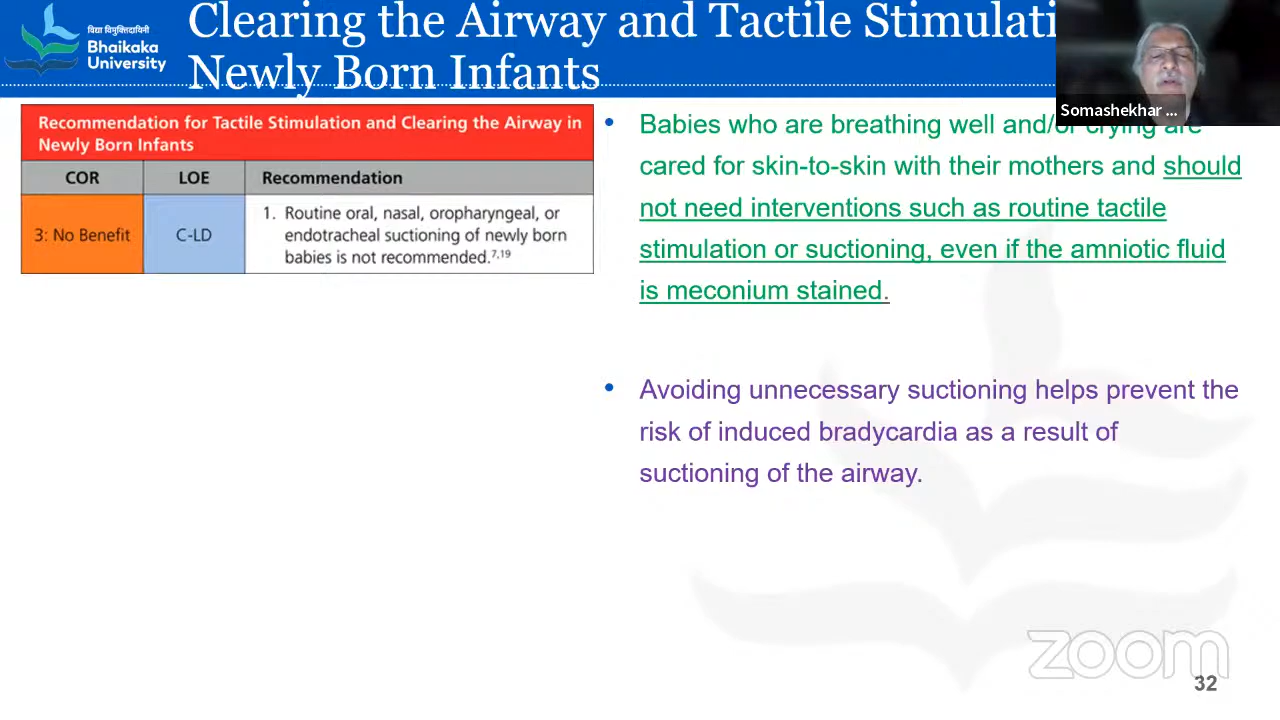 Clearing the Airway and Tactile Stimulati
Newly Born Infants
विद्या विमुक्तिदायिनी
Bhaikaka
University
Somashekhar ...
Recommendation for Tactile Stimulation and Clearing the Airway in
Newly Born Infants
COR LOE Recommendation
3: No Benefit C-LD 1. Routine oral, nasal, oropharyngeal, or
endotracheal suctioning of newly born
babies is not recommended.7,19
• Babies who are breathing well and/or crying are
cared for skin-to-skin with their mothers and should
not need interventions such as routine tactile
stimulation or suctioning, even if the amniotic fluid
is meconium stained.
• Avoiding unnecessary suctioning helps prevent the
risk of induced bradycardia as a result of
suctioning of the airway.
zoom
32